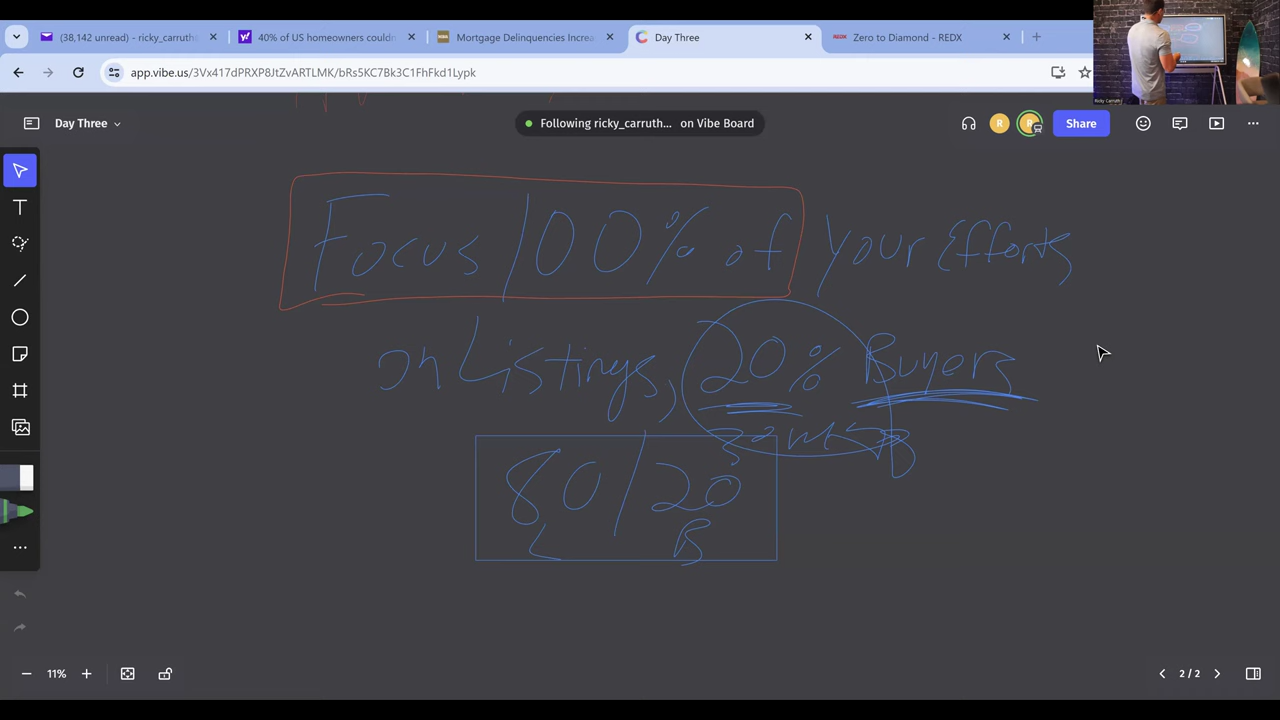 (38,142 unread) - ricky_carruth
40% of US homeowners could
Mortgage Delinquencies Increa
Day Three
Zero to Diamond - REDX
app.vibe.us/3Vx417dPRXP8JtZvARTLMK/bRs5KC7Bk3C1FhFkd1Lypk
Ricky Carruth
Day Three
Following ricky_carruth... on Vibe Board
R
R
Share
Focus 100% of Your Efforts
on Listings, 20% Buyers
80/20
L B
11%
2 / 2